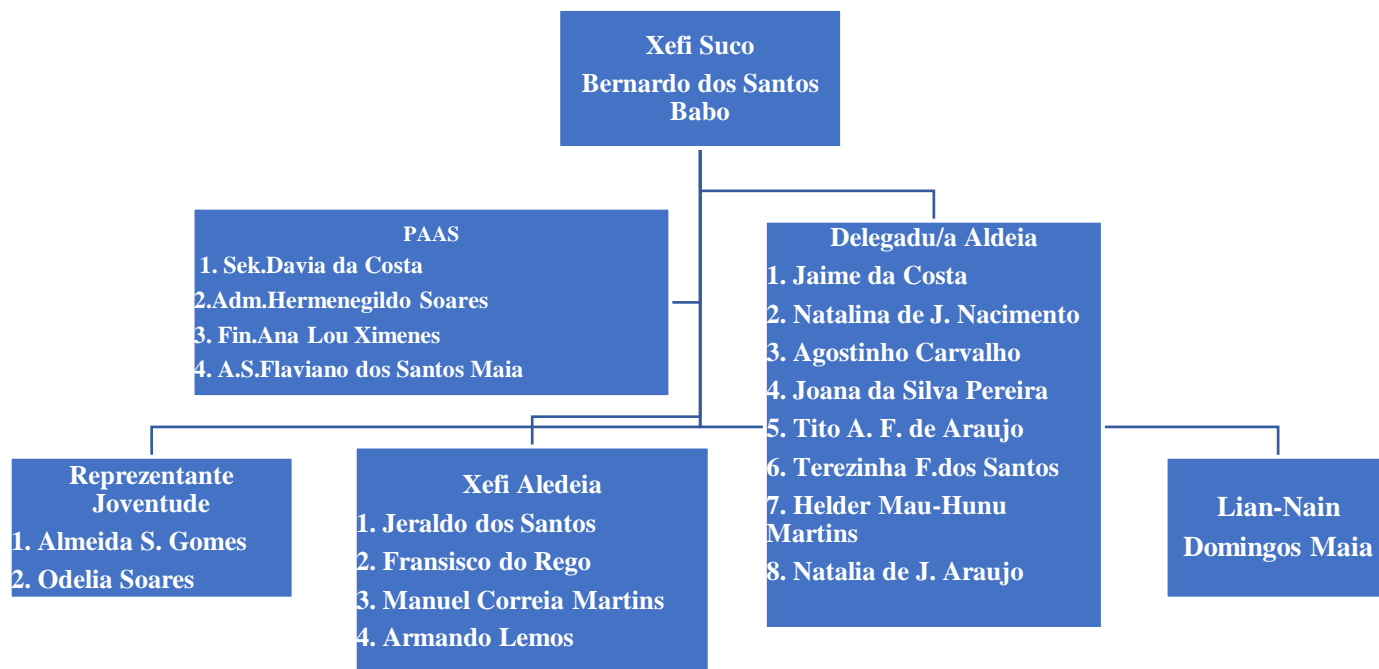 Xefi Suco
Bernardo dos Santos
Babo
PAAS
1. Sek.Davia da Costa
2.Adm.Hermenegildo Soares
3. Fin.Ana Lou Ximenes
4. A.S.Flaviano dos Santos Maia
Delegadu/a Aldeia
1. Jaime da Costa
2. Natalina de J. Nacimento
3. Agostinho Carvalho
4. Joana da Silva Pereira
5. Tito A. F. de Araujo
6. Terezinha F.dos Santos
7. Helder Mau-Hunu
Martins
8. Natalia de J. Araujo
Reprezentante
Joventude
1. Almeida S. Gomes
2. Odelia Soares
Xefi Aledeia
1. Jeraldo dos Santos
2. Fransisco do Rego
3. Manuel Correia Martins
4. Armando Lemos
Lian-Nain
Domingos Maia